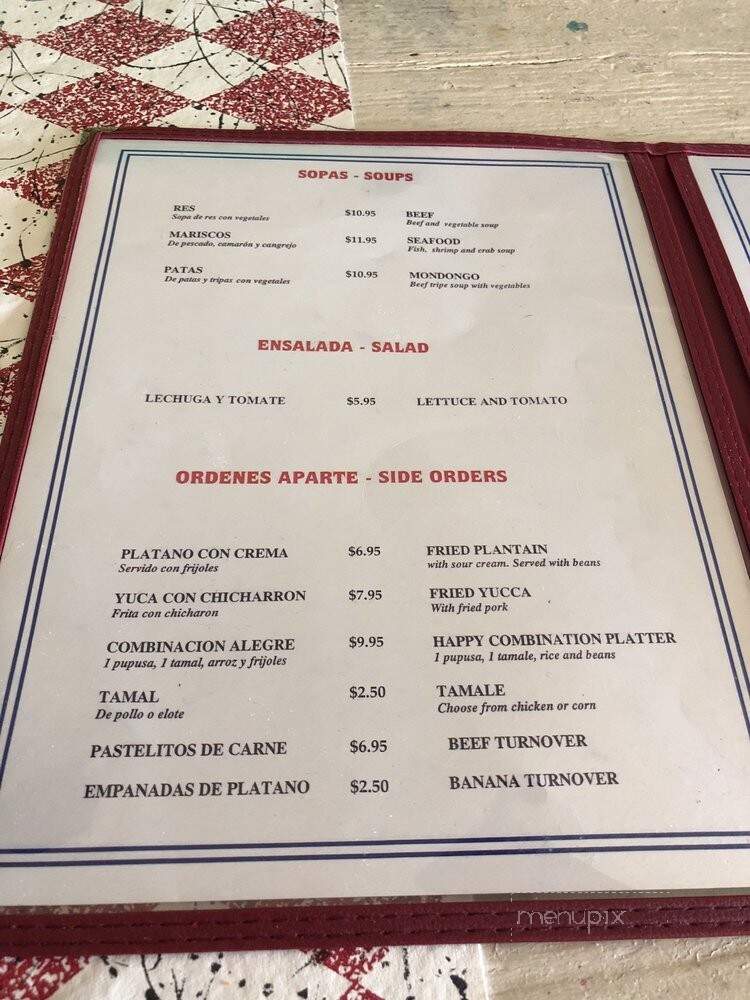 SOPAS - SOUPS
RES $10.95 BEEF
Sopa de res con vegetales Beef and vegetable soup
MARISCOS $11.95 SEAFOOD
De pescado, camarón y cangrejo Fish, shrimp and crab soup
PATAS $10.95 MONDONGO
De patas y tripas con vegetales Beef tripe soup with vegetables
ENSALADA - SALAD
LECHUGA Y TOMATE $5.95 LETTUCE AND TOMATO
ORDENES APARTE - SIDE ORDERS
PLATANO CON CREMA $6.95 FRIED PLANTAIN
Servido con frijoles with sour cream. Served with beans
YUCA CON CHICHARRON $7.95 FRIED YUCCA
Frita con chicharon With fried pork
COMBINACION ALEGRE $9.95 HAPPY COMBINATION PLATTER
1 pupusa, 1 tamal, arroz y frijoles 1 pupusa, 1 tamale, rice and beans
TAMAL $2.50 TAMALE
De pollo o elote Choose from chicken or corn
PASTELITOS DE CARNE $6.95 BEEF TURNOVER
EMPANADAS DE PLATANO $2.50 BANANA TURNOVER
menupix